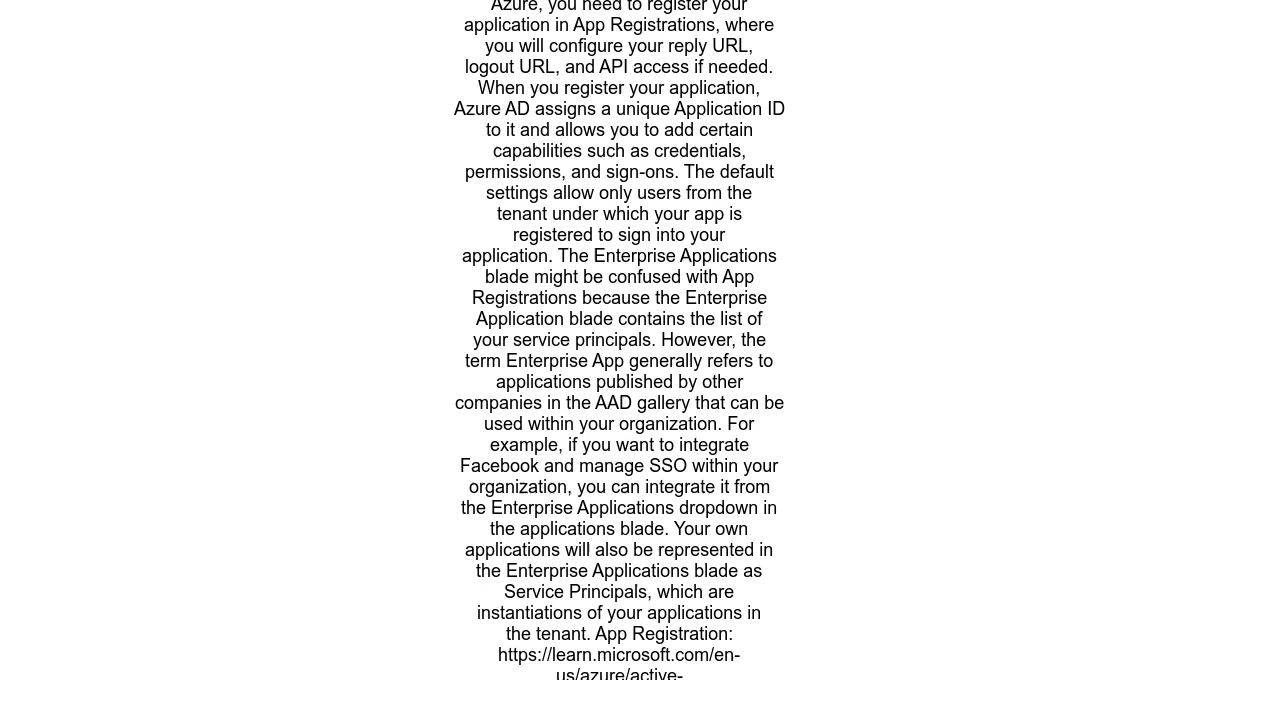 Azure, you need to register your
application in App Registrations, where
you will configure your reply URL,
logout URL, and API access if needed.
When you register your application,
Azure AD assigns a unique Application ID
to it and allows you to add certain
capabilities such as credentials,
permissions, and sign-ons. The default
settings allow only users from the
tenant under which your app is
registered to sign into your
application. The Enterprise Applications
blade might be confused with App
Registrations because the Enterprise
Application blade contains the list of
your service principals. However, the
term Enterprise App generally refers to
applications published by other
companies in the AAD gallery that can be
used within your organization. For
example, if you want to integrate
Facebook and manage SSO within your
organization, you can integrate it from
the Enterprise Applications dropdown in
the applications blade. Your own
applications will also be represented in
the Enterprise Applications blade as
Service Principals, which are
instantiations of your applications in
the tenant. App Registration:
https://learn.microsoft.com/en-
us/azure/active-